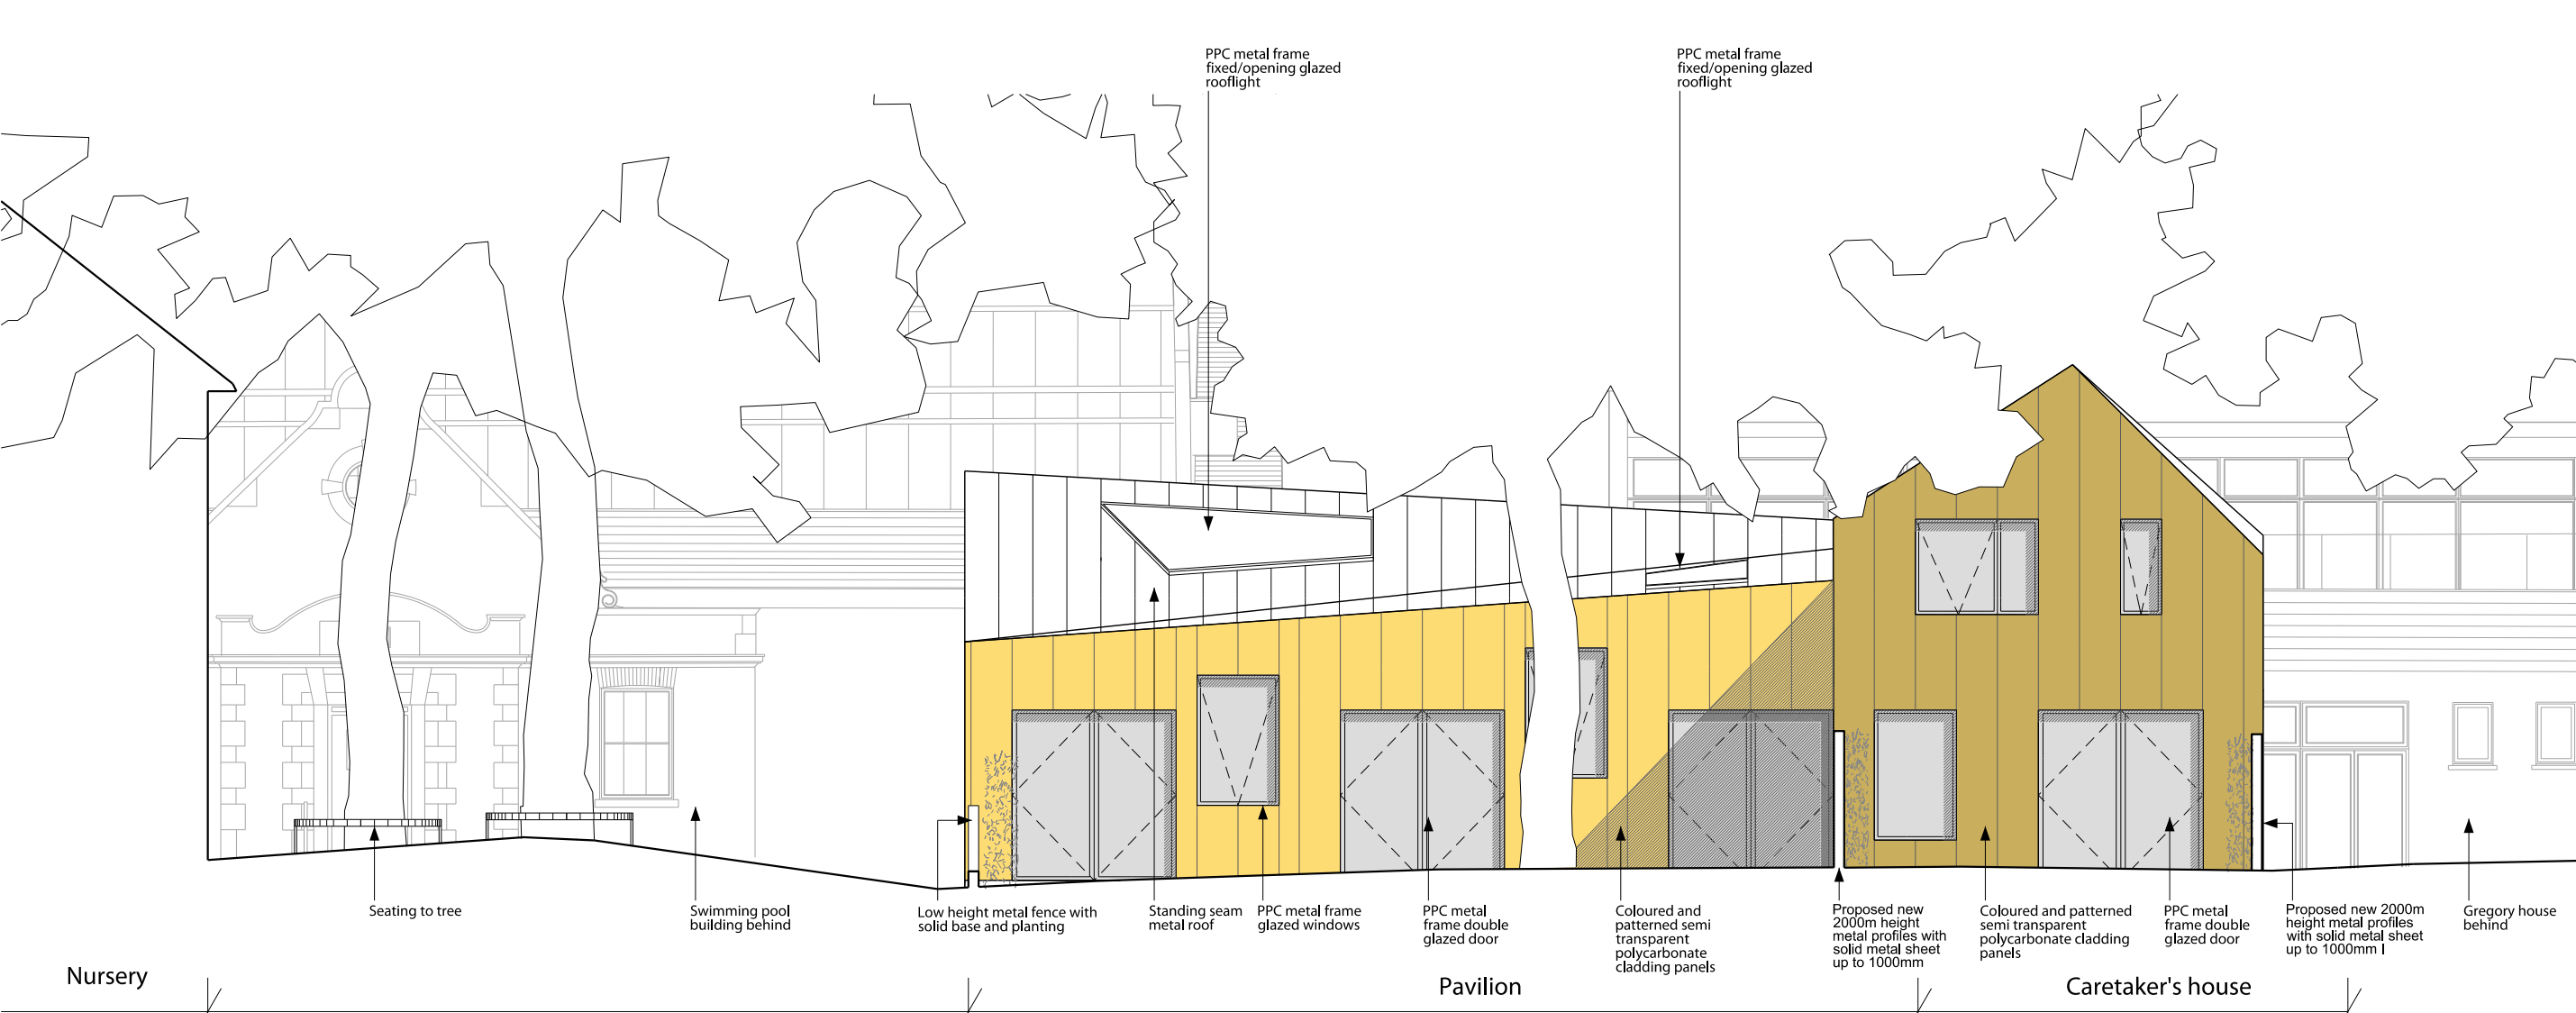 PPC metal frame
fixed/opening glazed
rooflight
PPC metal frame
fixed/opening glazed
rooflight
Seating to tree
Swimming pool
building behind
Low height metal fence with
solid base and planting
Standing seam
metal roof
PPC metal frame
glazed windows
PPC metal
frame double
glazed door
Coloured and
patterned semi
transparent
polycarbonate
cladding panels
Proposed new
2000m height
metal profiles with
solid metal sheet
up to 1000mm
Coloured and patterned
semi transparent
polycarbonate cladding
panels
PPC metal
frame double
glazed door
Proposed new 2000m
height metal profiles
with solid metal sheet
up to 1000mm I
Gregory house
behind
Nursery
Pavilion
Caretaker's house